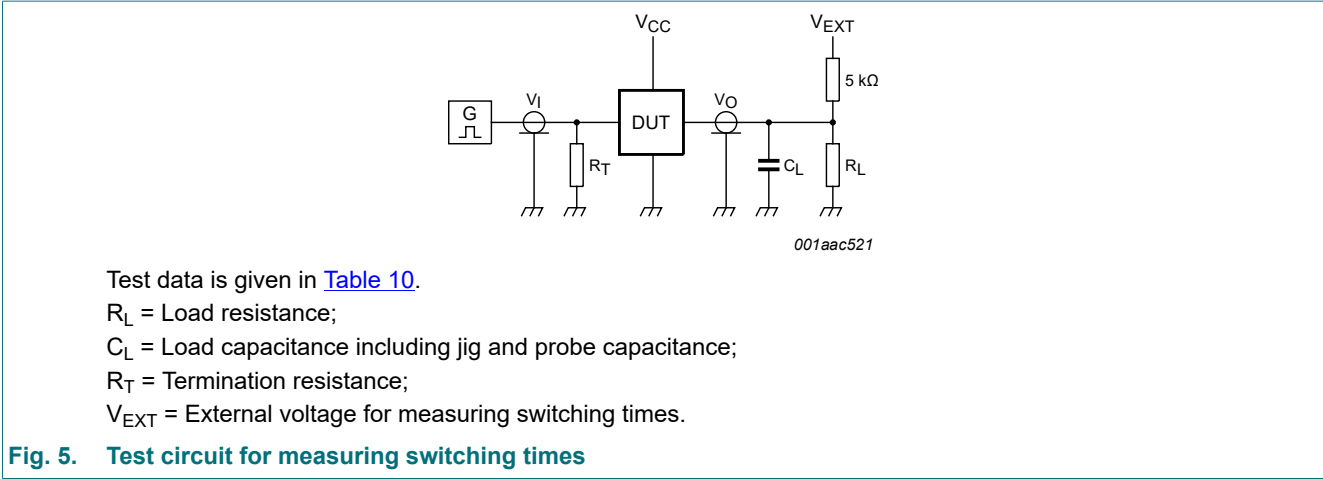 VCC
VEXT
5 kΩ
G
VI
DUT
VO
RT
CL
RL
001aac521
Test data is given in Table 10.
RL = Load resistance;
CL = Load capacitance including jig and probe capacitance;
RT = Termination resistance;
VEXT = External voltage for measuring switching times.
Fig. 5. Test circuit for measuring switching times